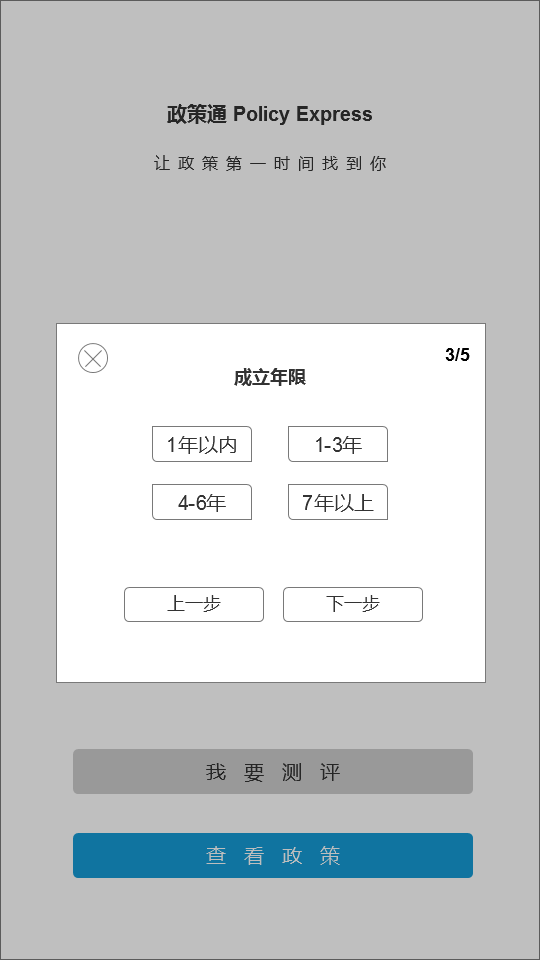 政策通 Policy Express
让政策第一时间找到你
3/5
成立年限
1年以内 1-3年
4-6年 7年以上
上一步 下一步
我要测评
查看政策